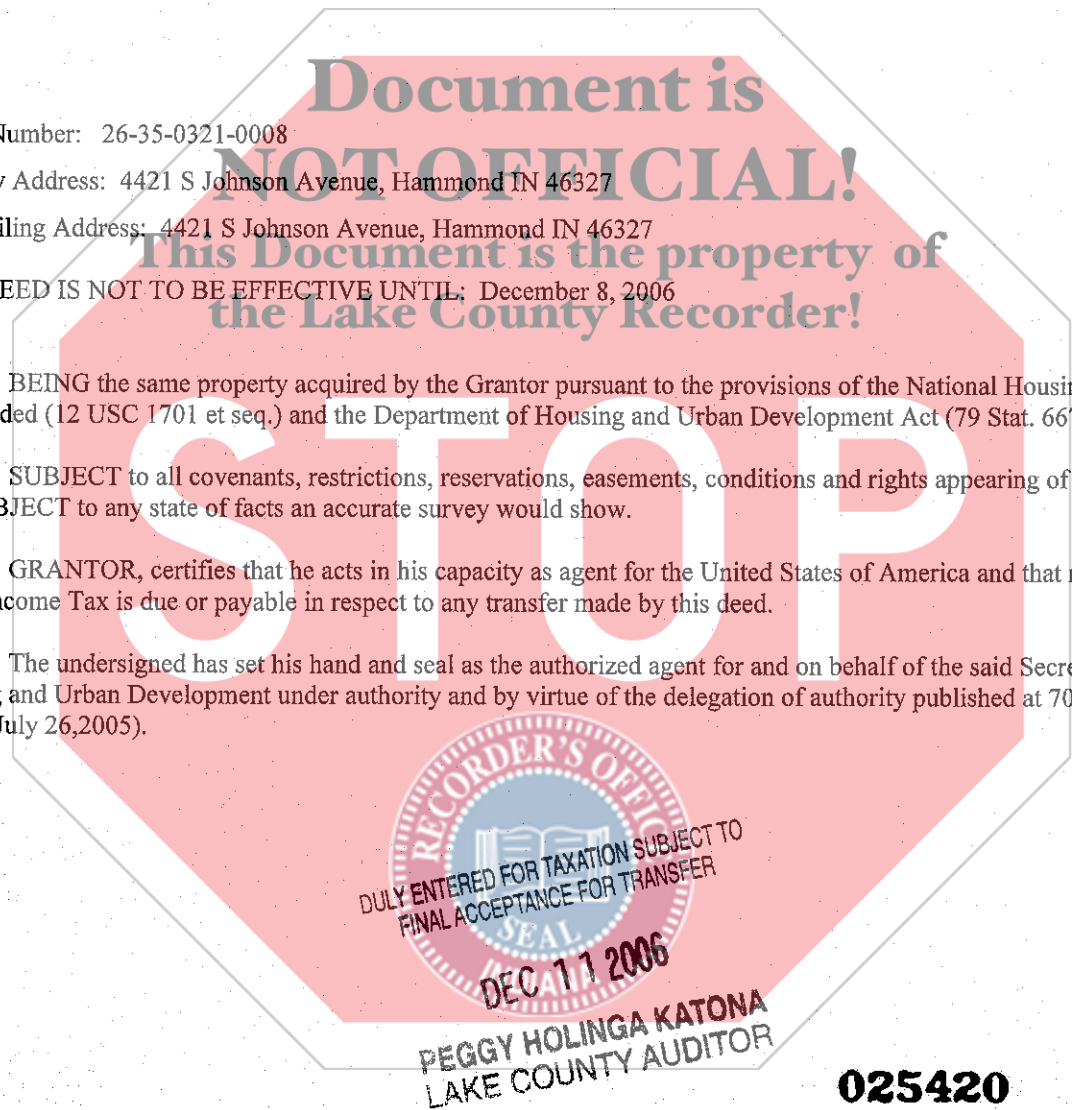 Document is
Number: 26-35-0321-0008
NOT OFFICIAL!
y Address: 4421 S Johnson Avenue, Hammond IN 46327
iling Address: 4421 S Johnson Avenue, Hammond IN 46327
This Document is the property of
EED IS NOT TO BE EFFECTIVE UNTIL: December 8, 2006
the Lake County Recorder!
BEING the same property acquired by the Grantor pursuant to the provisions of the National Housi
ded (12 USC 1701 et seq.) and the Department of Housing and Urban Development Act (79 Stat. 66
STOP
SUBJECT to all covenants, restrictions, reservations, easements, conditions and rights appearing of
BJECT to any state of facts an accurate survey would show.
GRANTOR, certifies that he acts in his capacity as agent for the United States of America and that
come Tax is due or payable in respect to any transfer made by this deed.
The undersigned has set his hand and seal as the authorized agent for and on behalf of the said Secre
and Urban Development under authority and by virtue of the delegation of authority published at 70
July 26,2005).
RECORDER'S OFFICE
DULY ENTERED FOR TAXATION SUBJECT TO
FINAL ACCEPTANCE FOR TRANSFER
SEAL
INDIANA
DEC 11 2006
PEGGY HOLINGA KATONA
LAKE COUNTY AUDITOR
025420